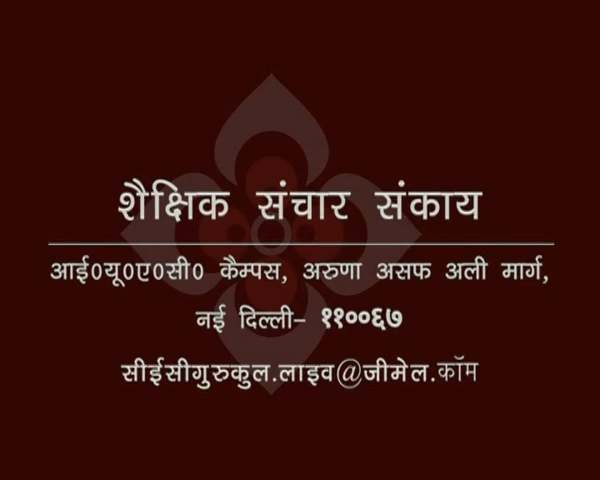 शैक्षिक संचार संकाय
आई०यू०ए०सी० कैम्पस, अरुणा असफ अली मार्ग,
नई दिल्ली- ११००६७
सीईसीगुरुकुल.लाइव@जीमेल.कॉम